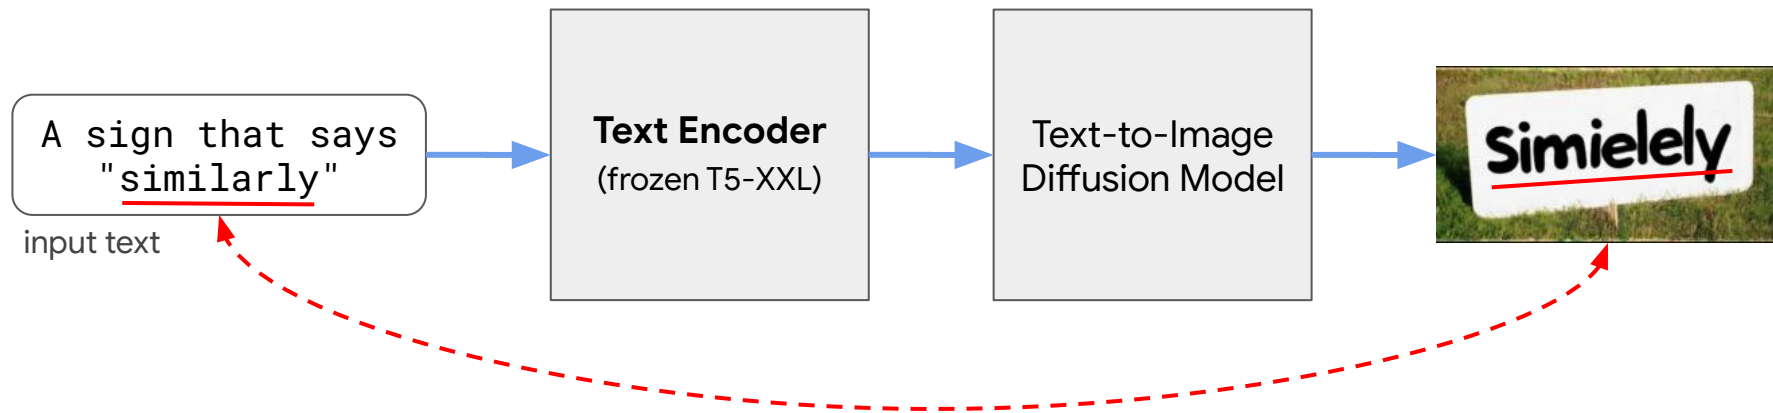 A sign that says
"similarly"
input text
Text Encoder
(frozen T5-XXL)
Text-to-Image
Diffusion Model
Simielely